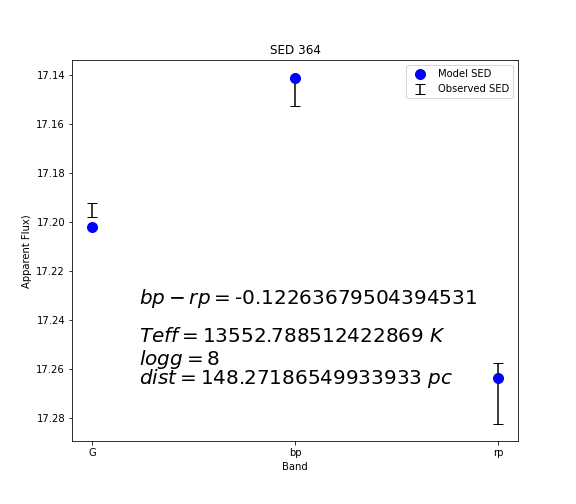 SED 364
Model SED
Observed SED
17.14
17.16
17.18
17.20
17.22
17.24
17.26
17.28
Apparent Flux)
bp − rp = -0.12263679504394531
Teff = 13552.788512422869 K
logg = 8
dist = 148.27186549933933 pc
G
bp
rp
Band